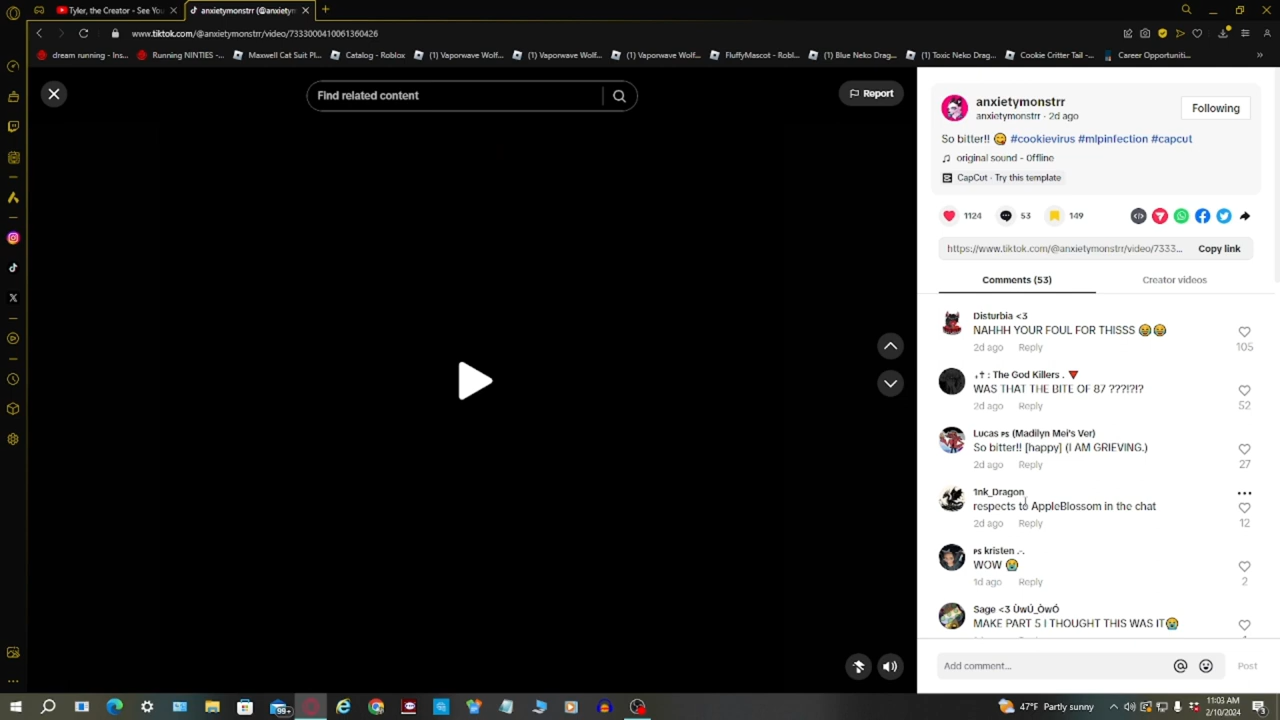 Tyler, the Creator - See You
anxietymonstrr (@anxietym
www.tiktok.com/@anxietymonstrr/video/7333000410061360426
dream running - Ins...
Running NINTIES -...
Maxwell Cat Suit Pl...
Catalog - Roblox
(1) Vaporwave Wolf...
(1) Vaporwave Wolf...
(1) Vaporwave Wolf...
FluffyMascot - Robl...
(1) Blue Neko Drag...
(1) Toxic Neko Drag...
Cookie Critter Tail -...
Career Opportuniti...
Find related content
Report
anxietymonstrr
anxietymonstrr · 2d ago
Following
So bitter!! 😋 #cookievirus #mlpinfection #capcut
original sound - Offline
CapCut · Try this template
1124
53
149
https://www.tiktok.com/@anxietymonstrr/video/7333...
Copy link
Comments (53)
Creator videos
Disturbia <3
NAHHH YOUR FOUL FOR THISSS 😂😂
2d ago Reply
105
.₊✝ : The God Killers . 🔻
WAS THAT THE BITE OF 87 ???!?!?
2d ago Reply
52
Lucas 🇵🇸 (Madilyn Mei's Ver)
So bitter!! [happy] (I AM GRIEVING.)
2d ago Reply
27
1nk_Dragon
respects to AppleBlossom in the chat
2d ago Reply
12
🇵🇸 kristen .-.
WOW 😭
1d ago Reply
2
Sage <3 ÙwÚ_ÒwÓ
MAKE PART 5 I THOUGHT THIS WAS IT😭
Add comment...
Post
99+
47°F Partly sunny
11:03 AM
2/10/2024
3